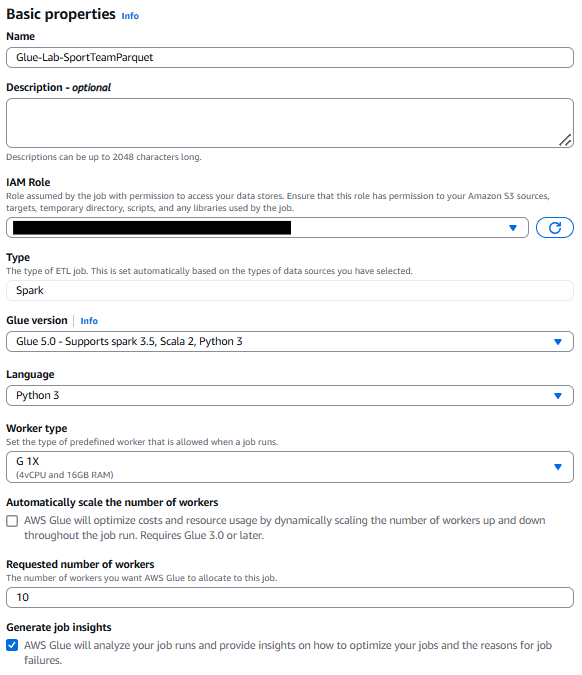 Basic properties Info
Name
Glue-Lab-SportTeamParquet
Description - optional
Descriptions can be up to 2048 characters long.
IAM Role
Role assumed by the job with permission to access your data stores. Ensure that this role has permission to your Amazon S3 sources,
targets, temporary directory, scripts, and any libraries used by the job.
Type
The type of ETL job. This is set automatically based on the types of data sources you have selected.
Spark
Glue version Info
Glue 5.0 - Supports spark 3.5, Scala 2, Python 3
Language
Python 3
Worker type
Set the type of predefined worker that is allowed when a job runs.
G 1X
(4vCPU and 16GB RAM)
Automatically scale the number of workers
AWS Glue will optimize costs and resource usage by dynamically scaling the number of workers up and down
throughout the job run. Requires Glue 3.0 or later.
Requested number of workers
The number of workers you want AWS Glue to allocate to this job.
10
Generate job insights
AWS Glue will analyze your job runs and provide insights on how to optimize your jobs and the reasons for job
failures.